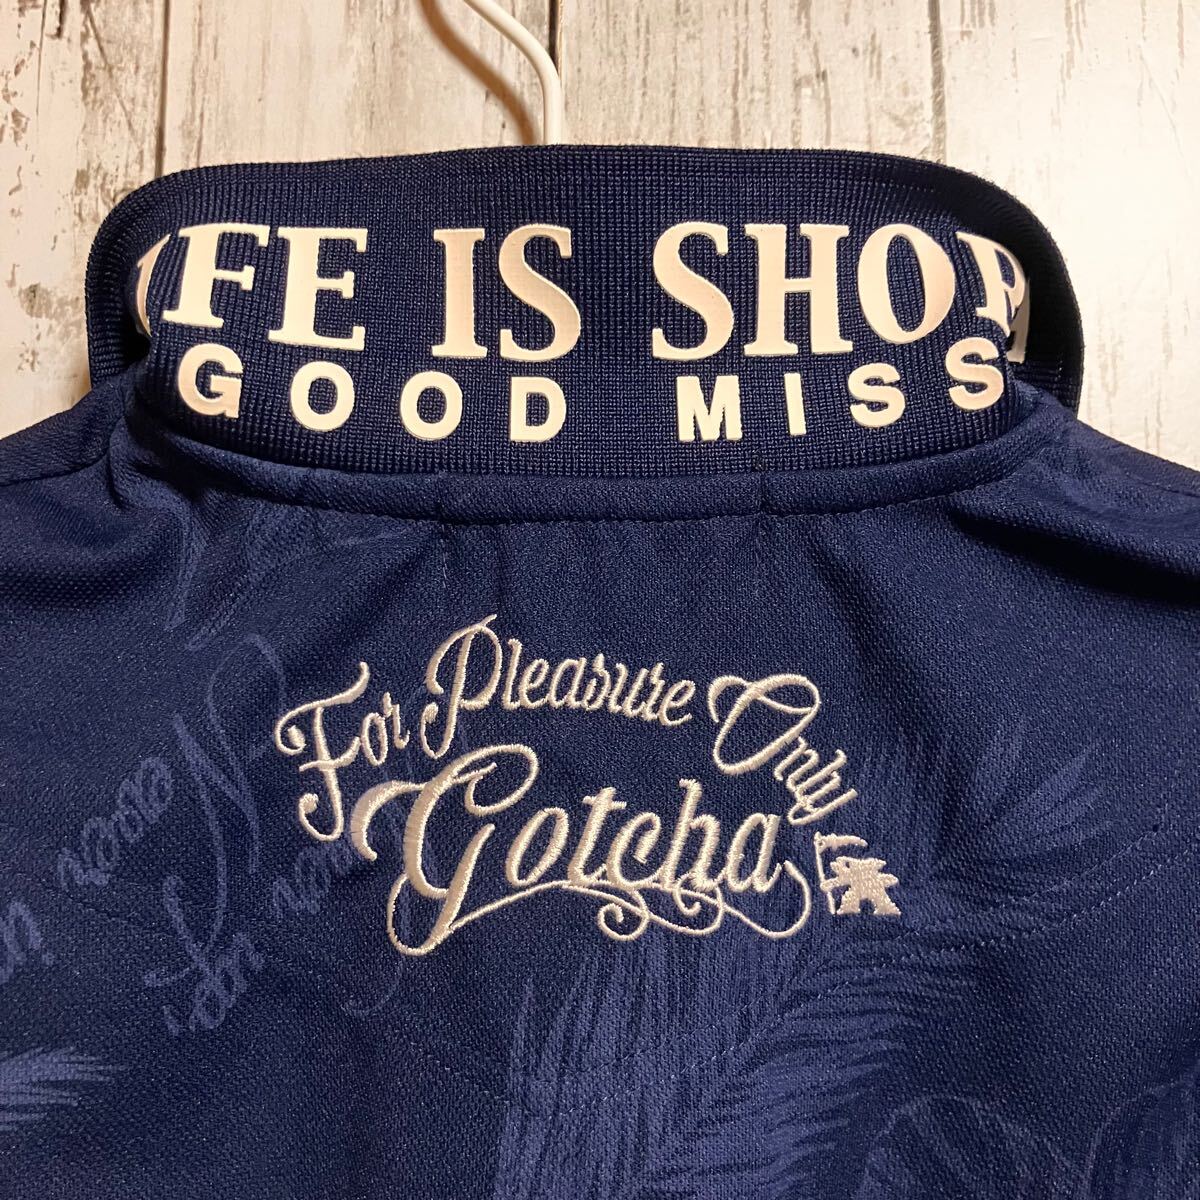 IFE IS SHOR
GOOD MISS
For Pleasure Only
Gotcha